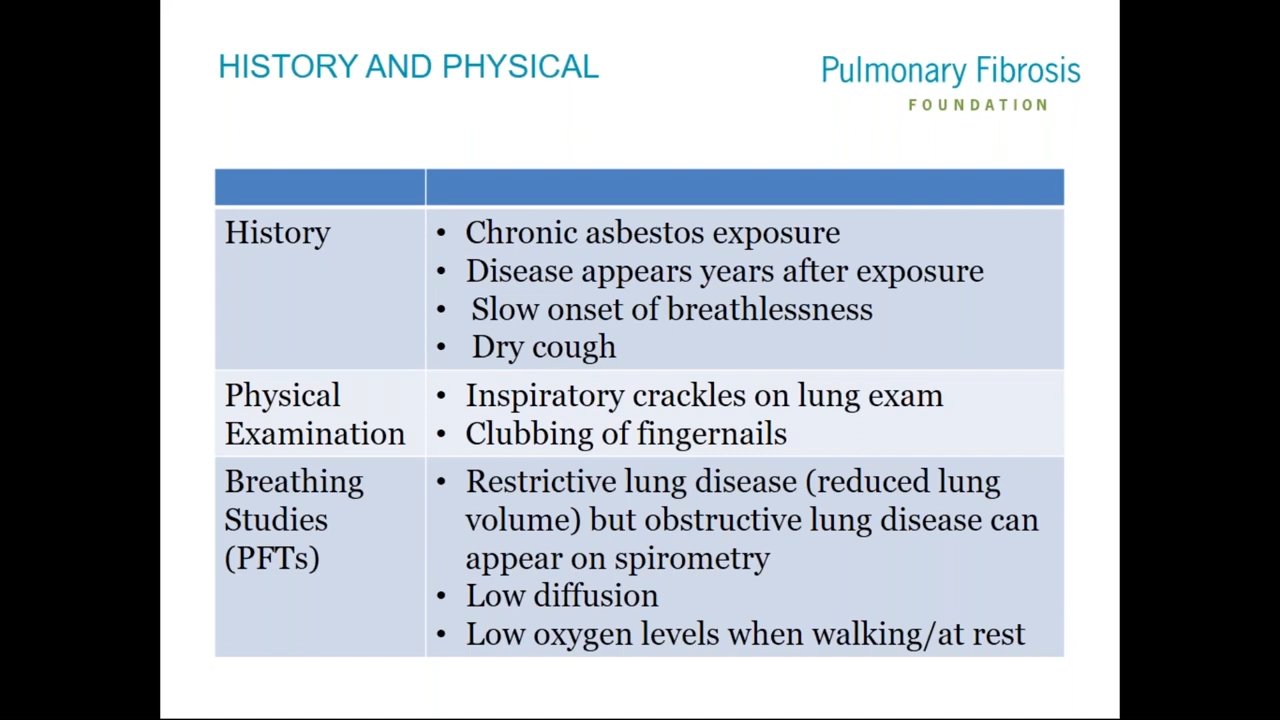 HISTORY AND PHYSICAL
Pulmonary Fibrosis
FOUNDATION
History
• Chronic asbestos exposure
• Disease appears years after exposure
• Slow onset of breathlessness
• Dry cough
Physical
Examination
• Inspiratory crackles on lung exam
• Clubbing of fingernails
Breathing
Studies
(PFTs)
• Restrictive lung disease (reduced lung
volume) but obstructive lung disease can
appear on spirometry
• Low diffusion
• Low oxygen levels when walking/at rest